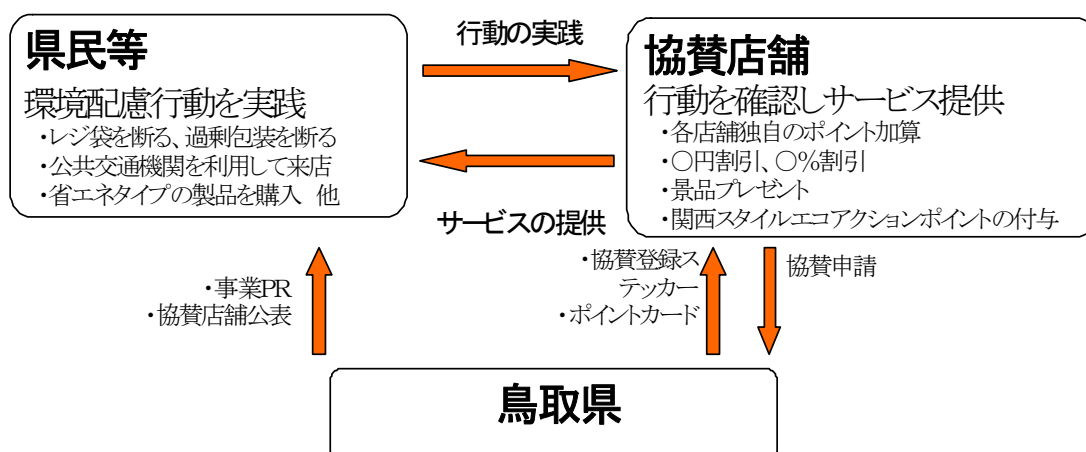 県民等
環境配慮行動を実践
・レジ袋を断る、過剰包装を断る
・公共交通機関を利用して来店
・省エネタイプの製品を購入 他
行動の実践
サービスの提供
協賛店舗
行動を確認しサービス提供
・各店舗独自のポイント加算
・○円割引、○%割引
・景品プレゼント
・関西スタイルエコアクションポイントの付与
・事業PR
・協賛店舗公表
・協賛登録ス
テッカー
・ポイントカード
協賛申請
鳥取県